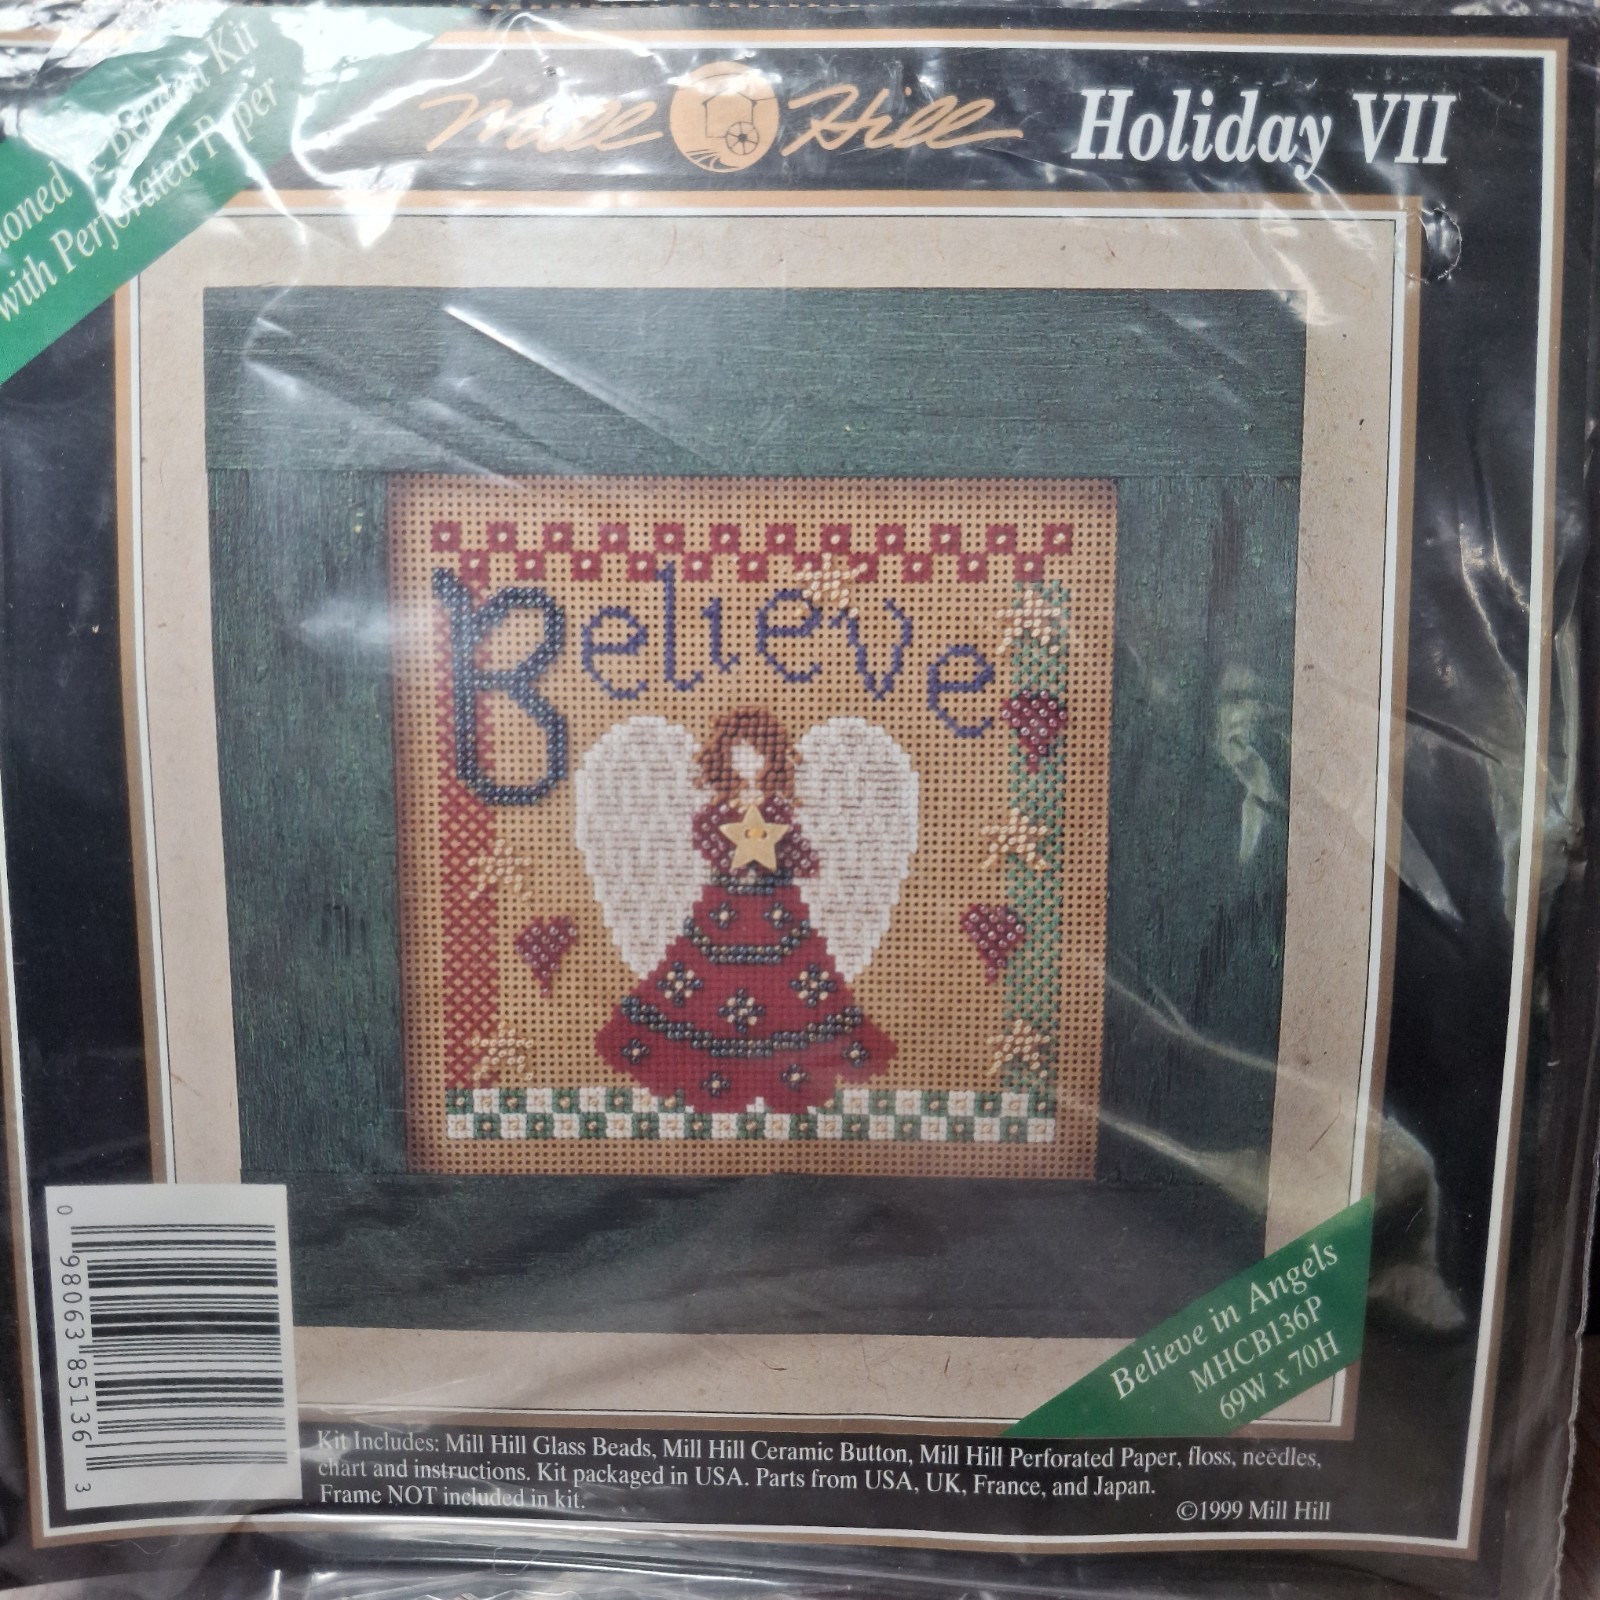 & Beaded Kit
with Perforated Paper
Mill Hill
Holiday VII
Believe
Believe in Angels
MHCB136P
69W x 70H
0 98063 85136 3
Kit Includes: Mill Hill Glass Beads, Mill Hill Ceramic Button, Mill Hill Perforated Paper, floss, needles,
chart and instructions. Kit packaged in USA. Parts from USA, UK, France, and Japan.
Frame NOT included in kit.
©1999 Mill Hill